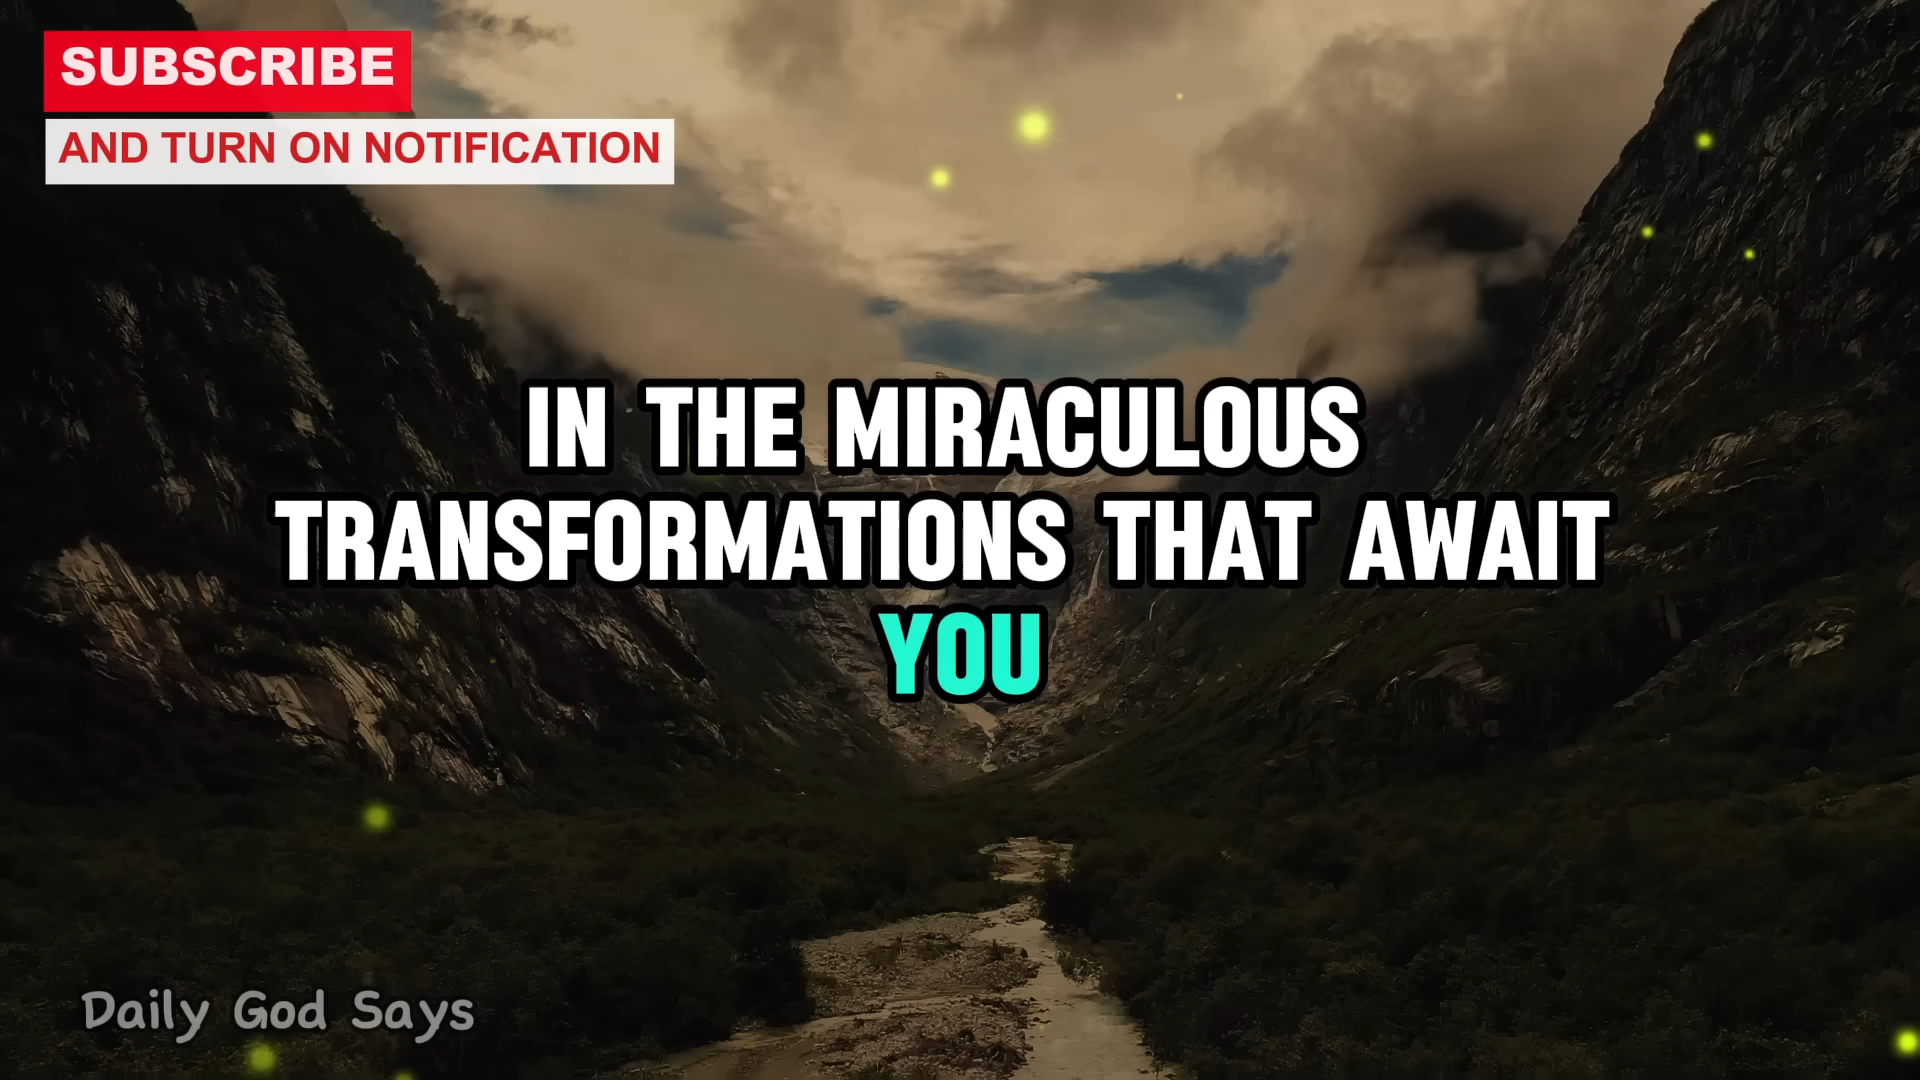 SUBSCRIBE
AND TURN ON NOTIFICATION
IN THE MIRACULOUS
TRANSFORMATIONS THAT AWAIT
YOU
Daily God Says